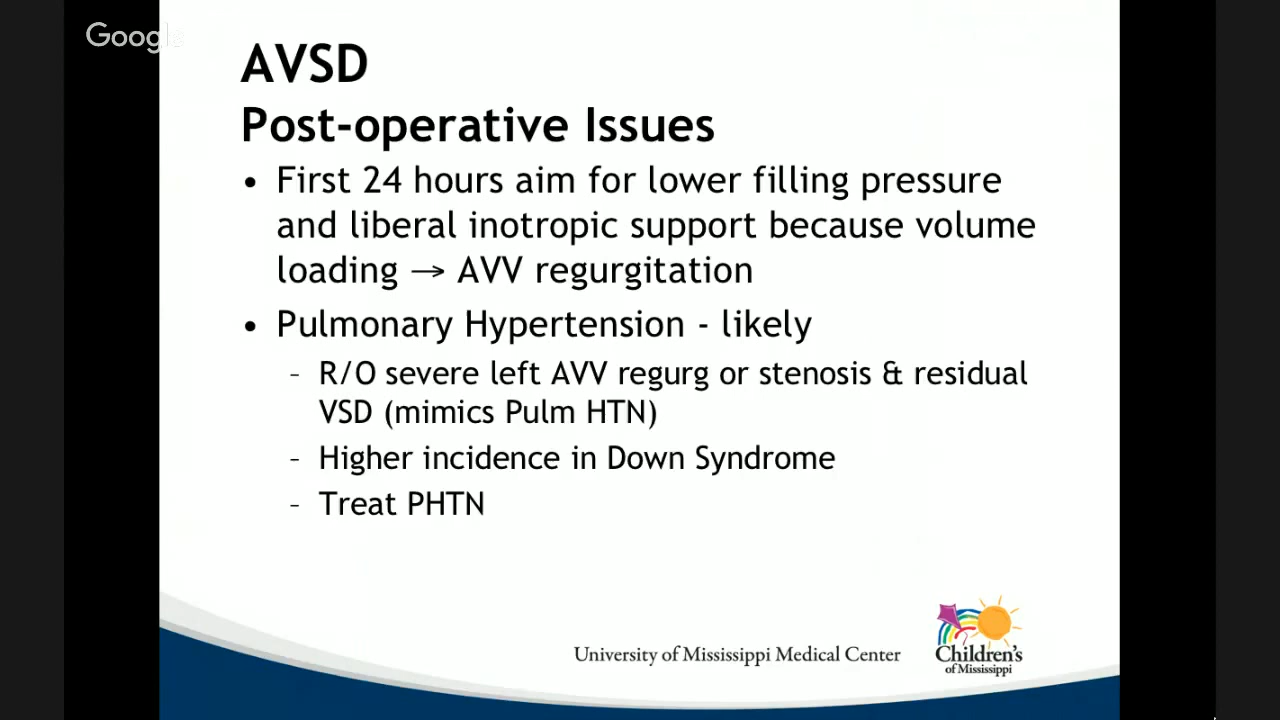 Google
AVSD
Post-operative Issues
• First 24 hours aim for lower filling pressure
and liberal inotropic support because volume
loading → AVV regurgitation
• Pulmonary Hypertension - likely
– R/O severe left AVV regurg or stenosis & residual
VSD (mimics Pulm HTN)
– Higher incidence in Down Syndrome
– Treat PHTN
University of Mississippi Medical Center
Children's
of Mississippi